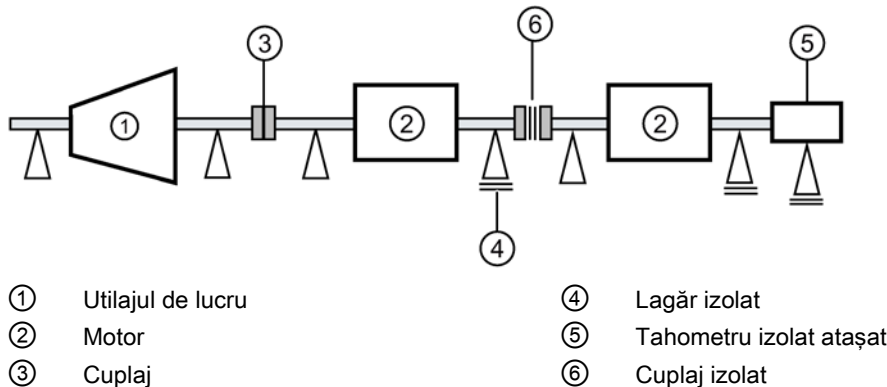 ③ ⑥ ⑤
① ② ②
④
① Utilajul de lucru ④ Lagăr izolat
② Motor ⑤ Tahometru izolat atașat
③ Cuplaj ⑥ Cuplaj izolat